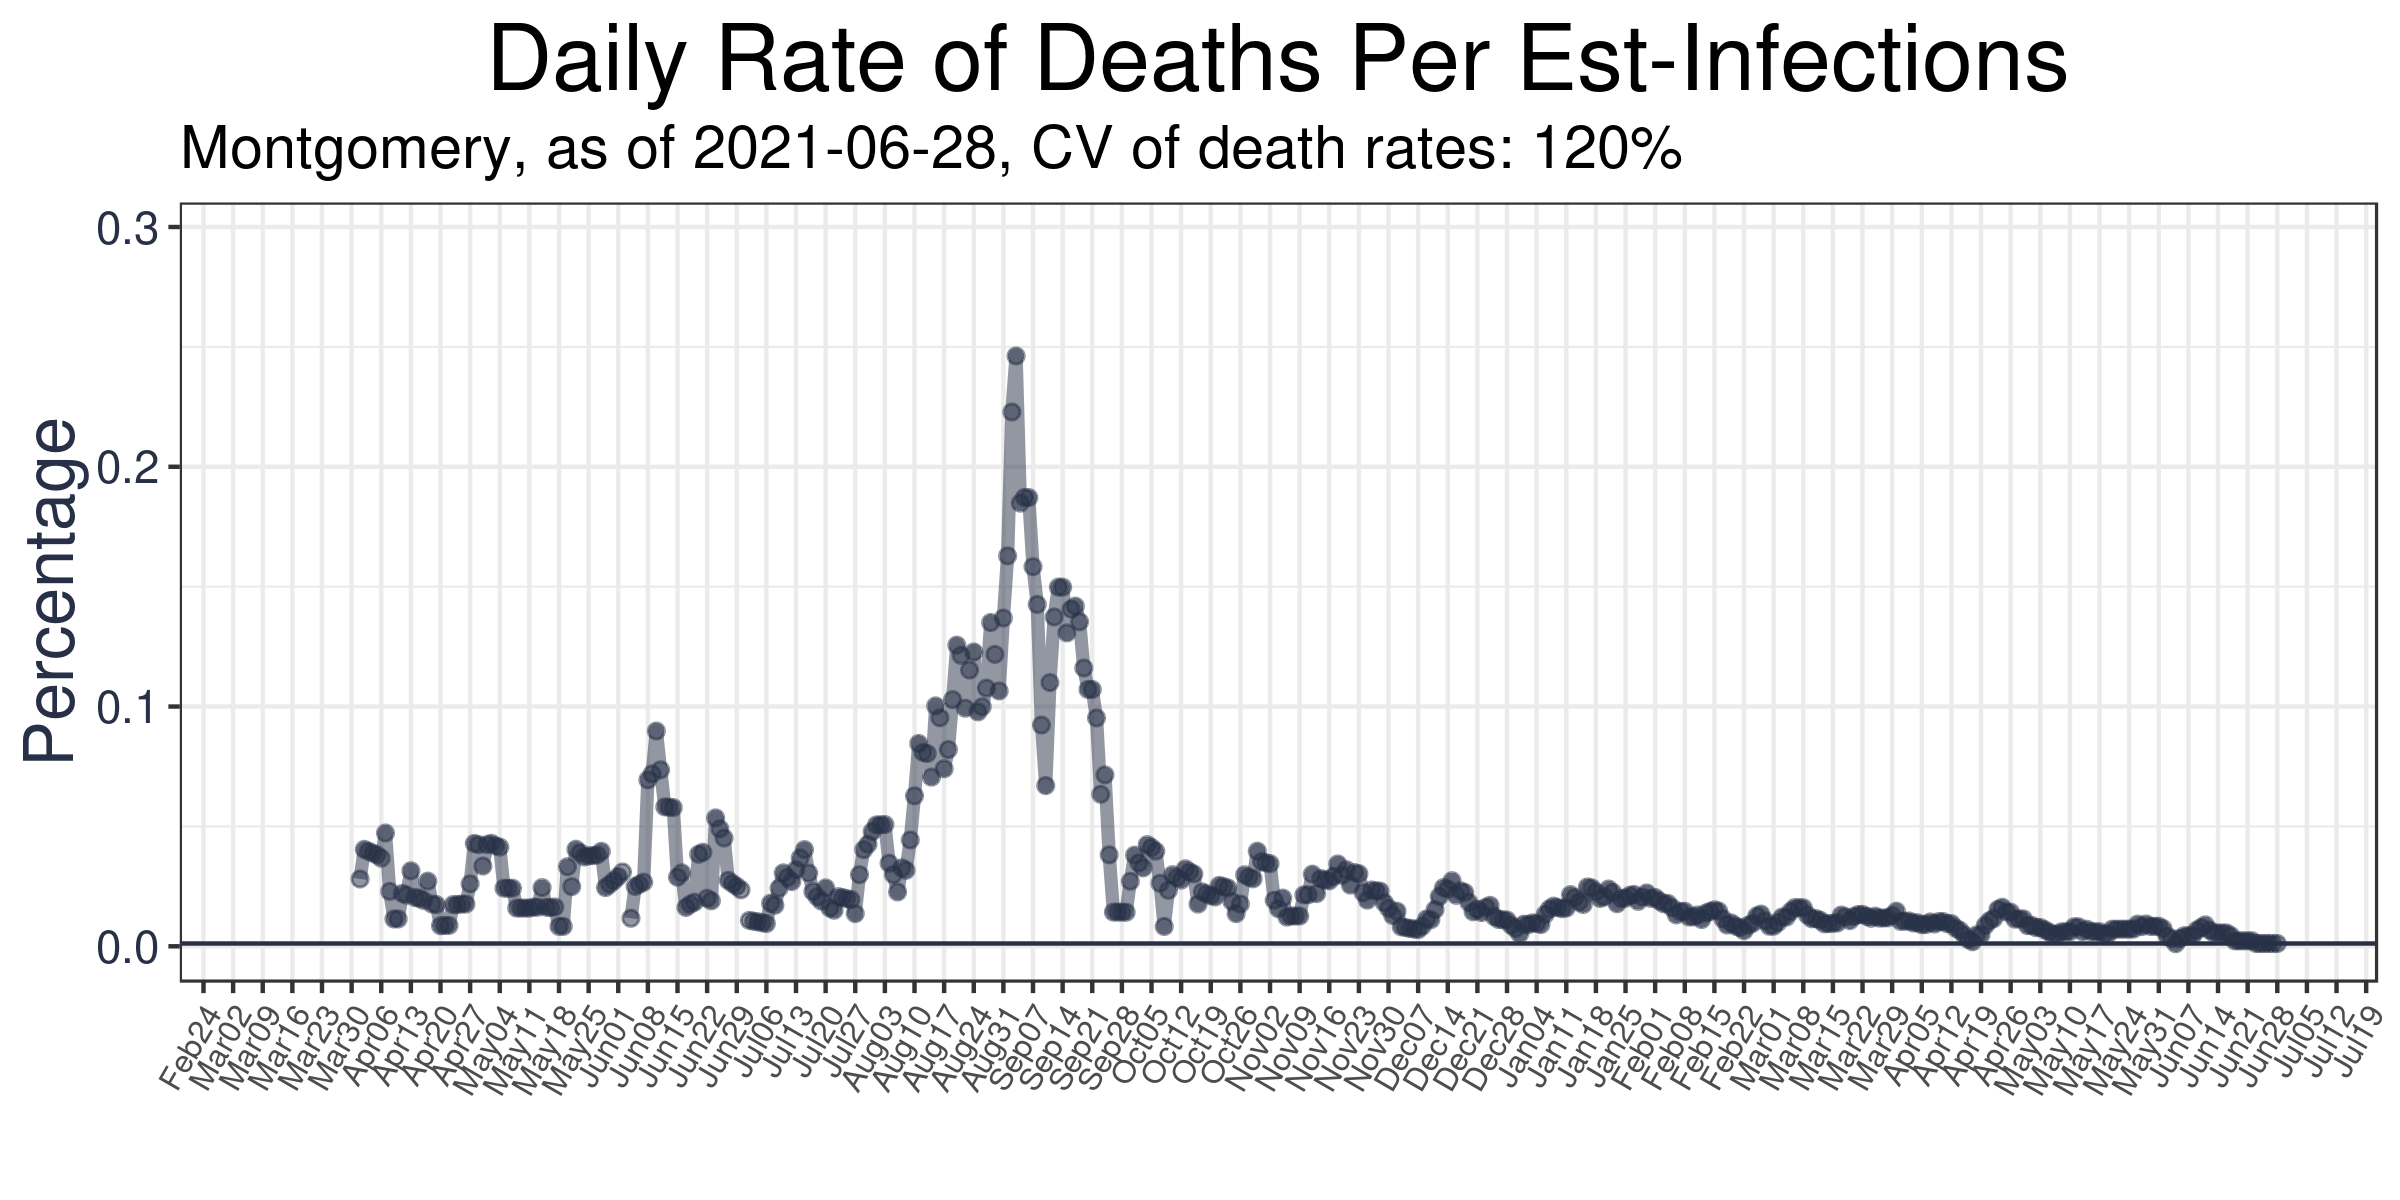 Daily Rate of Deaths Per Est-Infections
Montgomery, as of 2021-06-28, CV of death rates: 120%
Percentage
0.3
0.2
0.1
0.0
Feb24
Mar02
Mar09
Mar16
Mar23
Mar30
Apr06
Apr13
Apr20
Apr27
May04
May11
May18
May25
Jun01
Jun08
Jun15
Jun22
Jun29
Jul06
Jul13
Jul20
Jul27
Aug03
Aug10
Aug17
Aug24
Aug31
Sep07
Sep14
Sep21
Sep28
Oct05
Oct12
Oct19
Oct26
Nov02
Nov09
Nov16
Nov23
Nov30
Dec07
Dec14
Dec21
Dec28
Jan04
Jan11
Jan18
Jan25
Feb01
Feb08
Feb15
Feb22
Mar01
Mar08
Mar15
Mar22
Mar29
Apr05
Apr12
Apr19
Apr26
May03
May10
May17
May24
May31
Jun07
Jun14
Jun21
Jun28
Jul05
Jul12
Jul19